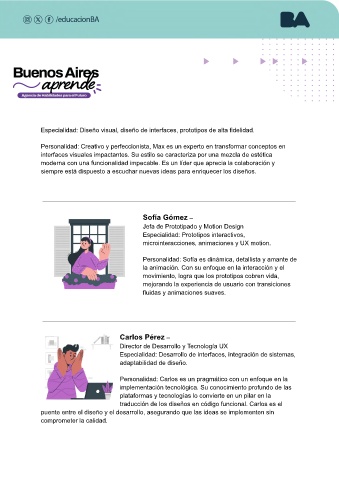 /educacionBA
BA
Buenos Aires
aprende
Agencia de Habilidades para el Futuro
Especialidad: Diseño visual, diseño de interfaces, prototipos de alta fidelidad.
Personalidad: Creativo y perfeccionista, Max es un experto en transformar conceptos en
interfaces visuales impactantes. Su estilo se caracteriza por una mezcla de estética
moderna con una funcionalidad impecable. Es un líder que aprecia la colaboración y
siempre está dispuesto a escuchar nuevas ideas para enriquecer los diseños.
Sofía Gómez –
Jefa de Prototipado y Motion Design
Especialidad: Prototipos interactivos,
microinteracciones, animaciones y UX motion.
Personalidad: Sofía es dinámica, detallista y amante de
la animación. Con su enfoque en la interacción y el
movimiento, logra que los prototipos cobren vida,
mejorando la experiencia de usuario con transiciones
fluidas y animaciones suaves.
Carlos Pérez –
Director de Desarrollo y Tecnología UX
Especialidad: Desarrollo de interfaces, integración de sistemas,
adaptabilidad de diseño.
Personalidad: Carlos es un pragmático con un enfoque en la
implementación tecnológica. Su conocimiento profundo de las
plataformas y tecnologías lo convierte en un pilar en la
traducción de los diseños en código funcional. Carlos es el
puente entre el diseño y el desarrollo, asegurando que las ideas se implementen sin
comprometer la calidad.